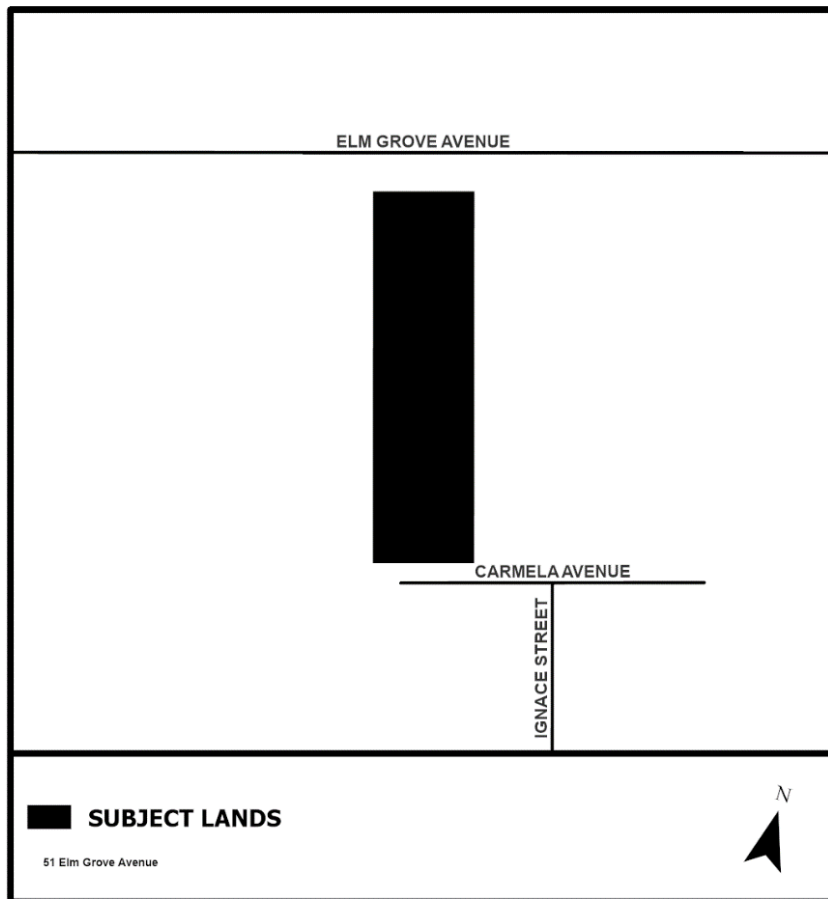 ELM GROVE AVENUE
CARMELA AVENUE
IGNACE STREET
SUBJECT LANDS
51 Elm Grove Avenue
N